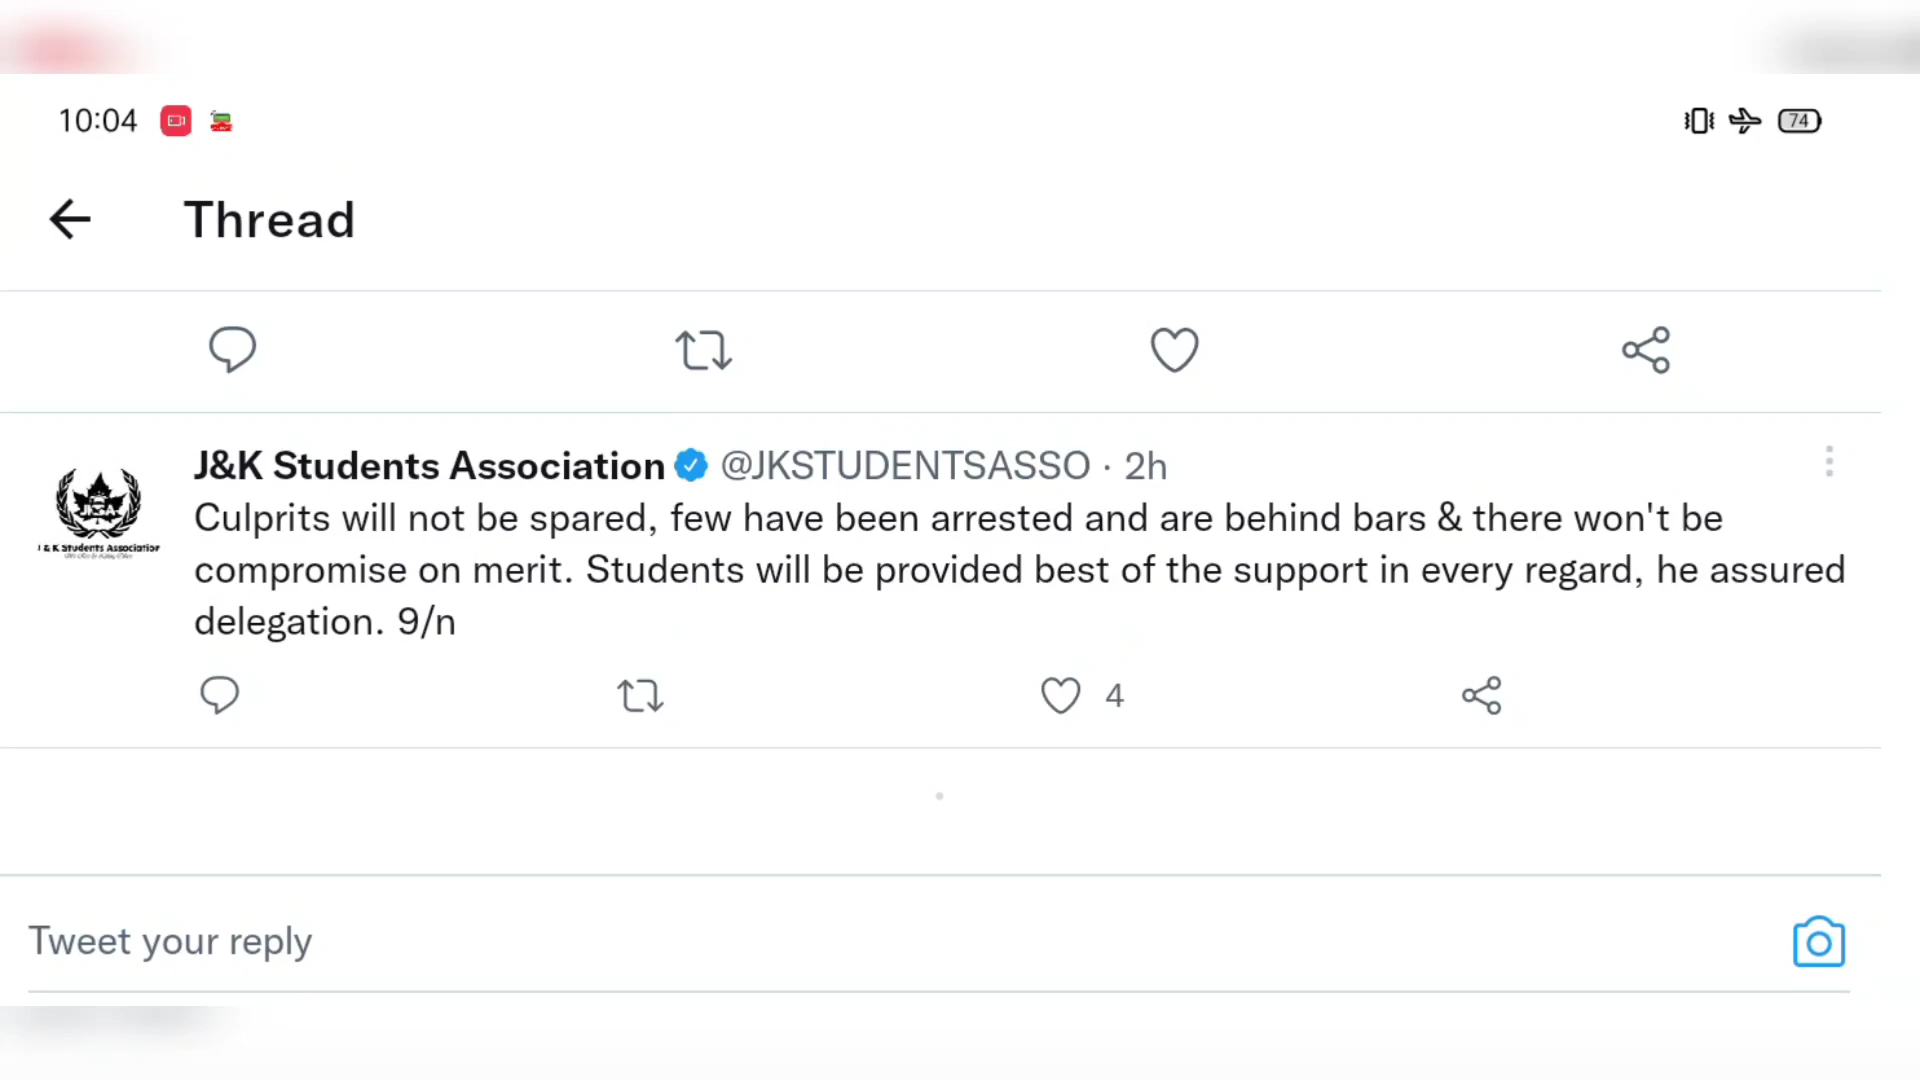 10:04
74
Thread
J&K Students Association @JKSTUDENTSASSO · 2h
Culprits will not be spared, few have been arrested and are behind bars & there won't be
compromise on merit. Students will be provided best of the support in every regard, he assured
delegation. 9/n
J & K Students Association
4
Tweet your reply